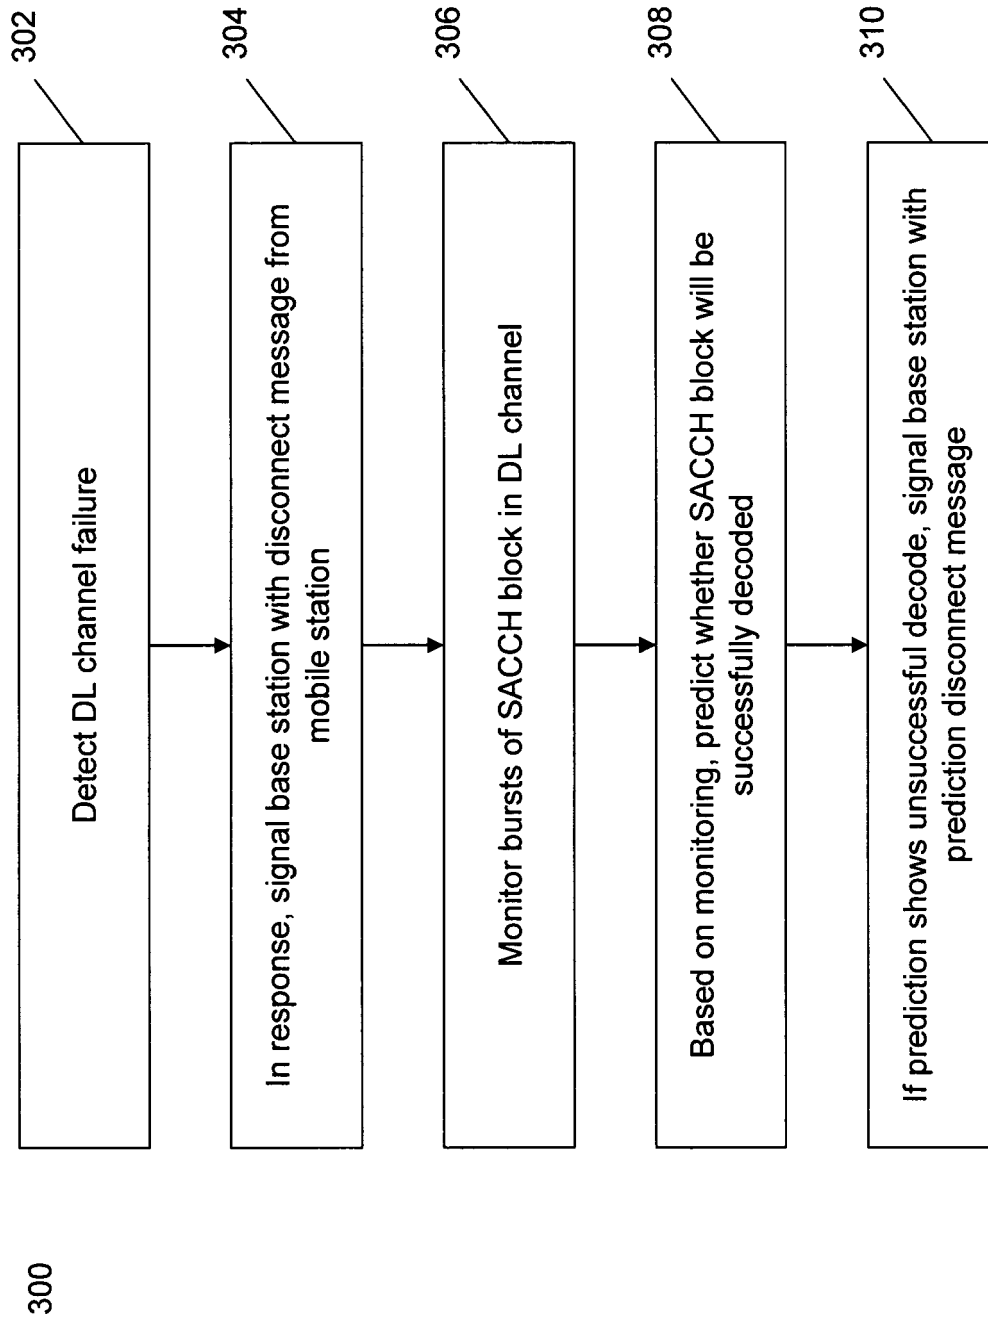 300
302
Detect DL channel failure
304
In response, signal base station with disconnect message from
mobile station
306
Monitor bursts of SACCH block in DL channel
308
Based on monitoring, predict whether SACCH block will be
successfully decoded
310
If prediction shows unsuccessful decode, signal base station with
prediction disconnect message